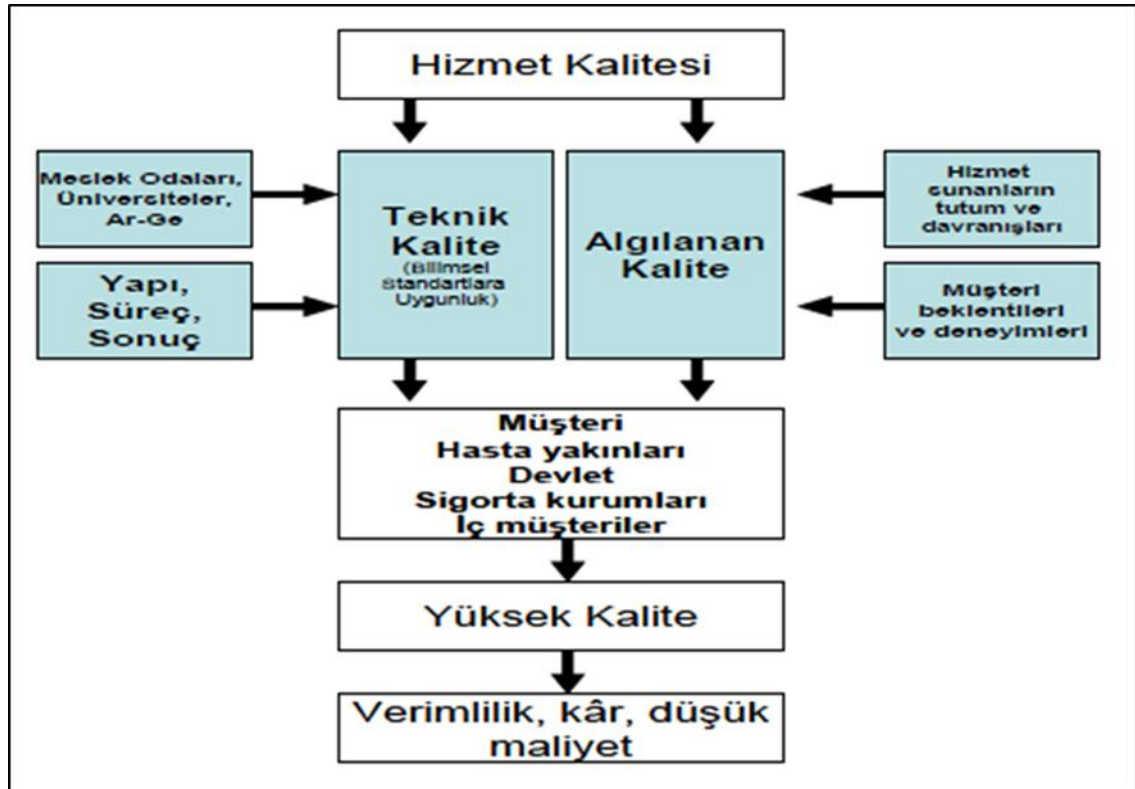 Hizmet Kalitesi
Meslek Odaları,
Üniversiteler,
Ar-Ge
Yapı,
Süreç,
Sonuç
Teknik
Kalite
(Bilimsel
Standartlara
Uygunluk)
Algılanan
Kalite
Hizmet
sunanların
tutum ve
davranışları
Müşteri
beklentileri
ve deneyimleri
Müşteri
Hasta yakınları
Devlet
Sigorta kurumları
İç müşteriler
Yüksek Kalite
Verimlilik, kâr, düşük
maliyet